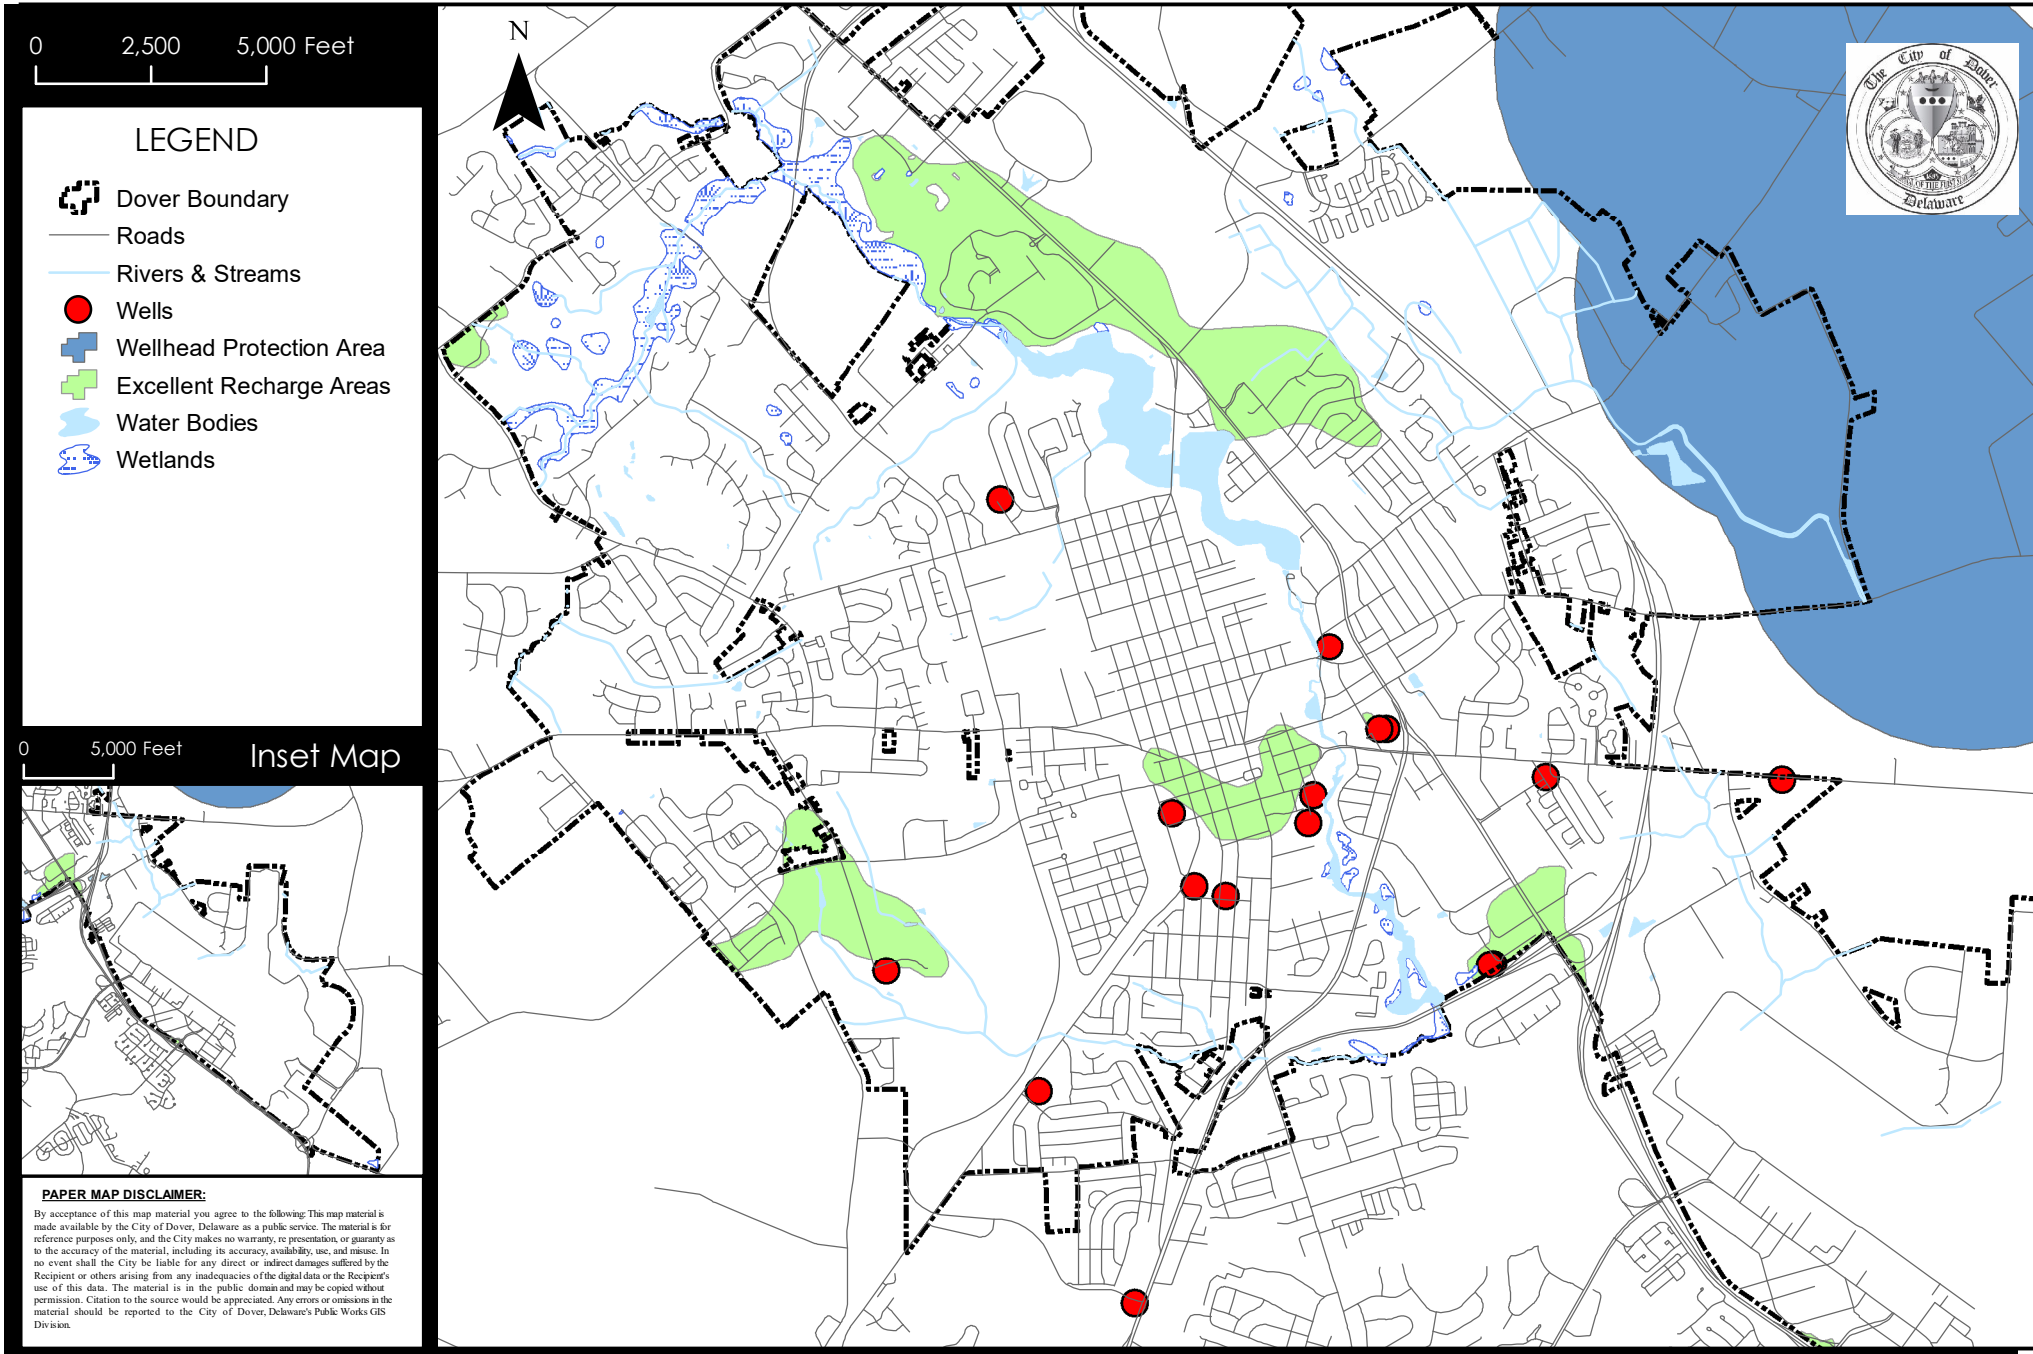 0 2,500 5,000 Feet
LEGEND
Dover Boundary
Roads
Rivers & Streams
Wells
Wellhead Protection Area
Excellent Recharge Areas
Water Bodies
Wetlands
0 5,000 Feet Inset Map
PAPER MAP DISCLAIMER:
By acceptance of this map material you agree to the following: This map material is
made available by the City of Dover, Delaware as a public service. The material is for
reference purposes only, and the City makes no warranty, re presentation, or guaranty as
to the accuracy of the material, including its accuracy, availability, use, and misuse. In
no event shall the City be liable for any direct or indirect damages suffered by the
Recipient or others arising from any inadequacies of the digital data or the Recipient's
use of this data. The material is in the public domain and may be copied without
permission. Citation to the source would be appreciated. Any errors or omissions in the
material should be reported to the City of Dover, Delaware's Public Works GIS
Division.
N
The City of Dover
Delaware